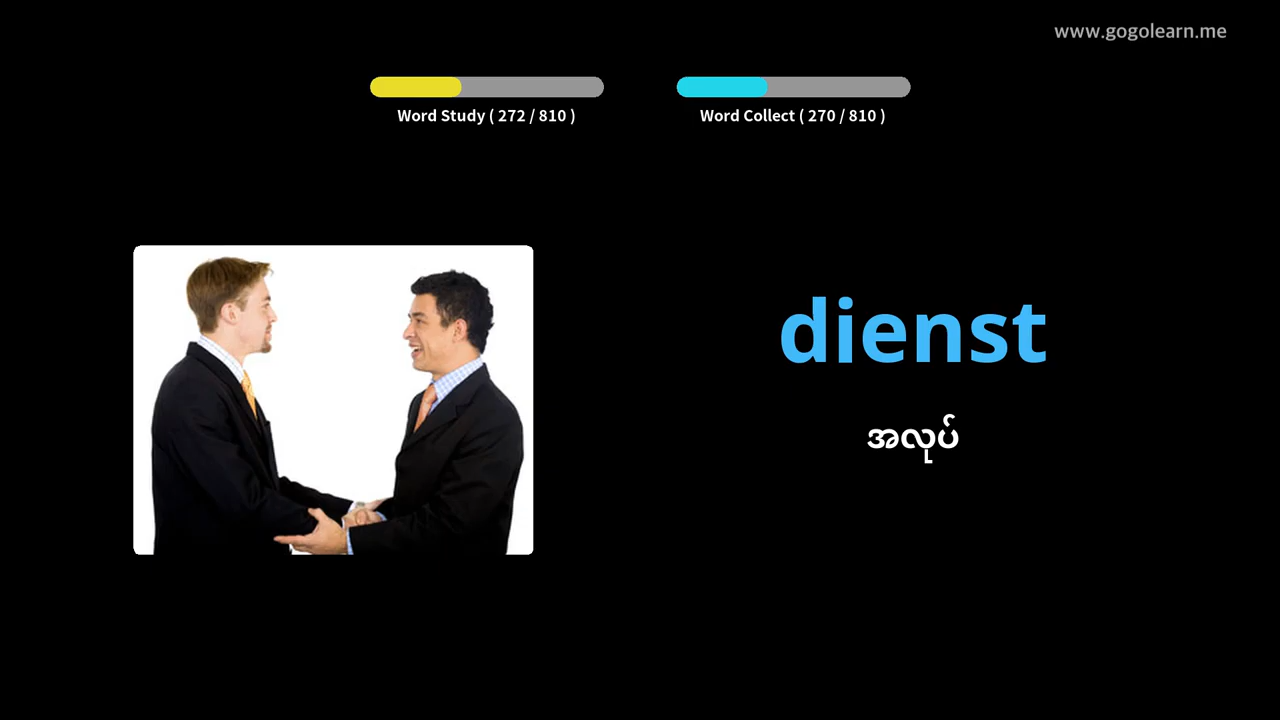 www.gogolearn.me
Word Study ( 272 / 810 )
Word Collect ( 270 / 810 )
dienst
အလုပ်